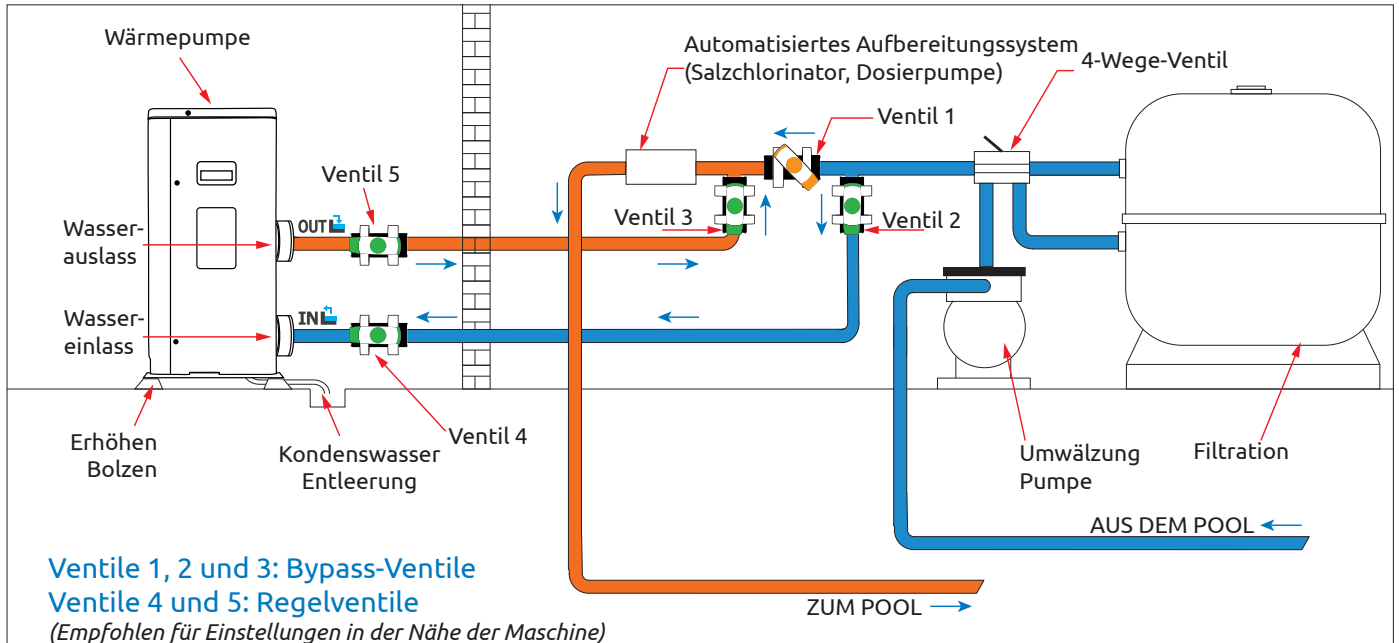 Wärmepumpe
Automatisiertes Aufbereitungssystem
(Salzchlorinator, Dosierpumpe)
4-Wege-Ventil
Ventil 1
Ventil 5
Ventil 3
Ventil 2
OUT
Wasser-
auslass
IN
Wasser-
einlass
Erhöhen
Bolzen
Kondenswasser
Entleerung
Ventil 4
Umwälzung
Pumpe
Filtration
AUS DEM POOL
ZUM POOL
Ventile 1, 2 und 3: Bypass-Ventile
Ventile 4 und 5: Regelventile
(Empfohlen für Einstellungen in der Nähe der Maschine)